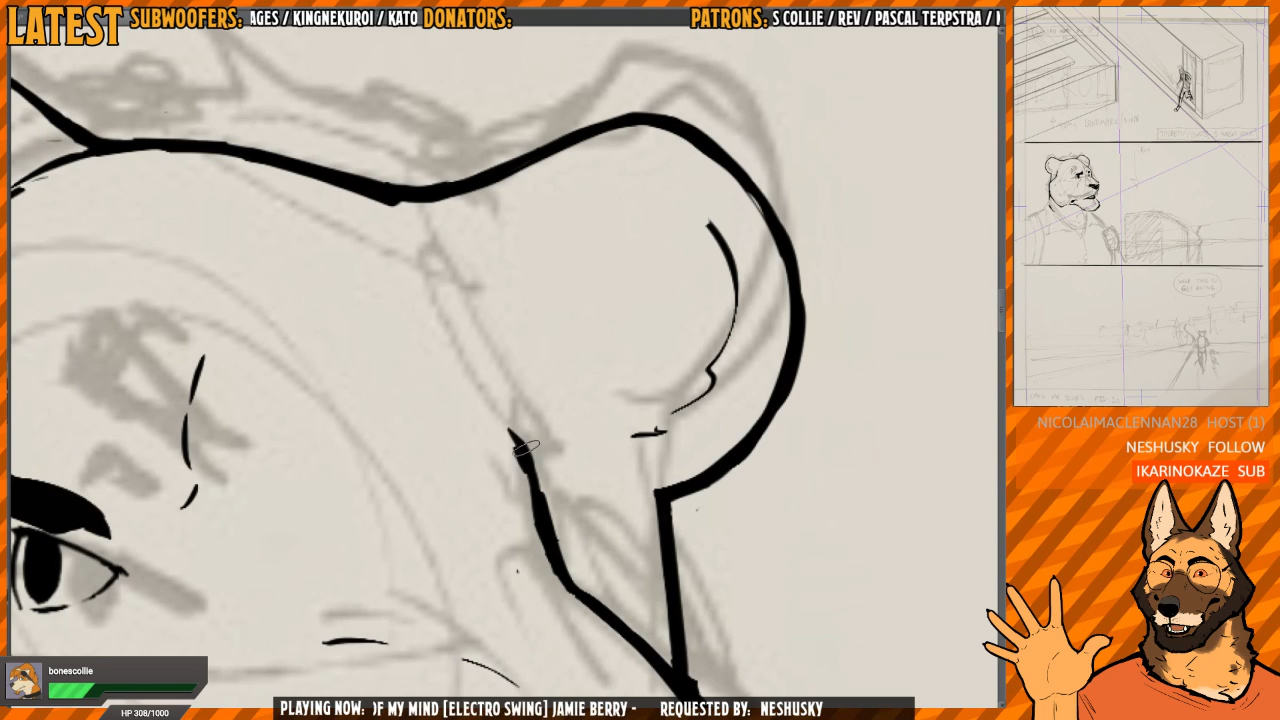 LATEST SUBWOOFERS: AGES / KINGNEKUROI / KATO DONATORS: PATRONS: S COLLIE / REV / PASCAL TERPSTRA /
NICOLAIMACLENNAN28 HOST (1)
NESHUSKY FOLLOW
IKARINOKAZE SUB
bonescollie
HP 308/1000
PLAYING NOW: )F MY MIND [ELECTRO SWING] JAMIE BERRY - REQUESTED BY: NESHUSKY